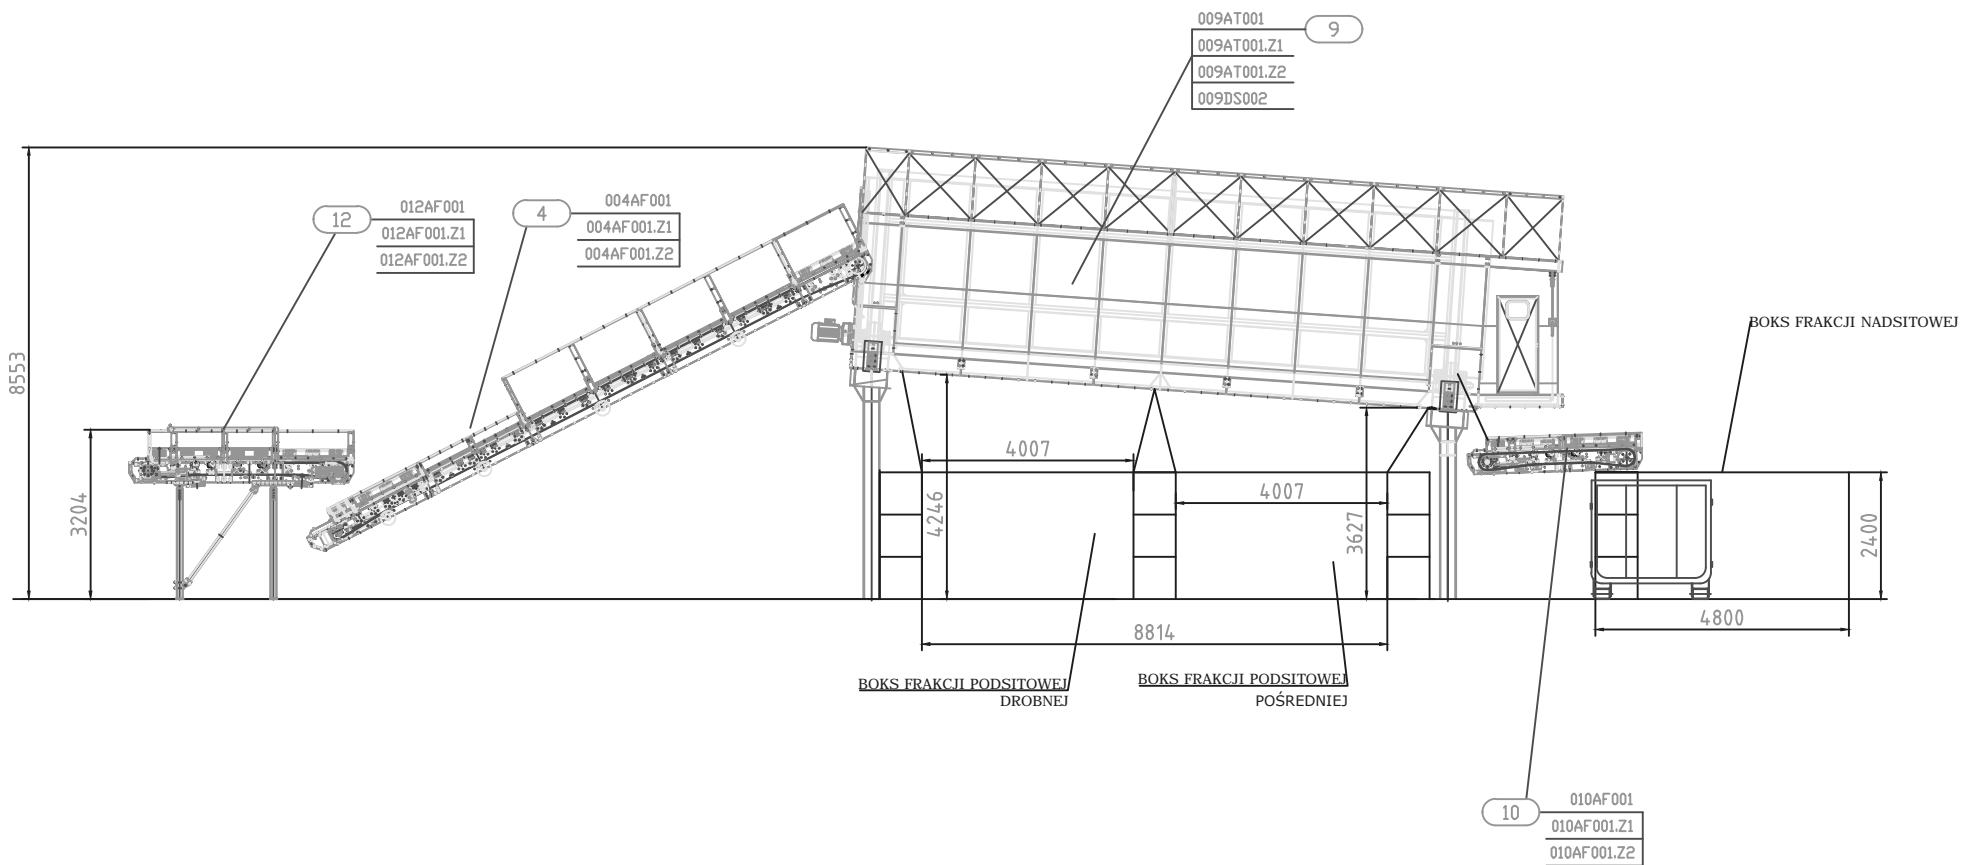 009AT001
9
009AT001.Z1
009AT001.Z2
009DS002
012AF001
12
012AF001.Z1
012AF001.Z2
004AF001
4
004AF001.Z1
004AF001.Z2
BOKS FRAKCJI NADSITOWEJ
8553
3204
4007
4246
4007
3627
2400
8814
4800
BOKS FRAKCJI PODSITOWEJ
DROBNEJ
BOKS FRAKCJI PODSITOWEJ
POŚREDNIEJ
010AF001
10
010AF001.Z1
010AF001.Z2